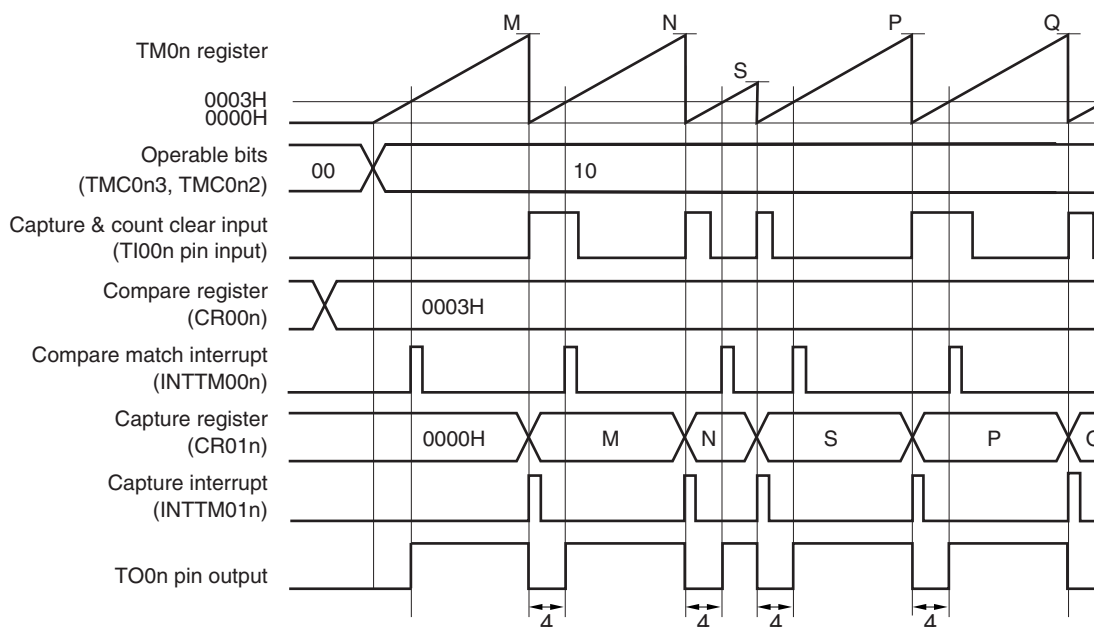 M N S P Q
TM0n register
0003H
0000H
Operable bits
(TMC0n3, TMC0n2)
00 10
Capture & count clear input
(TI00n pin input)
Compare register
(CR00n)
0003H
Compare match interrupt
(INTTM00n)
Capture register
(CR01n)
0000H M N S P
Capture interrupt
(INTTM01n)
TO0n pin output
4 4 4 4